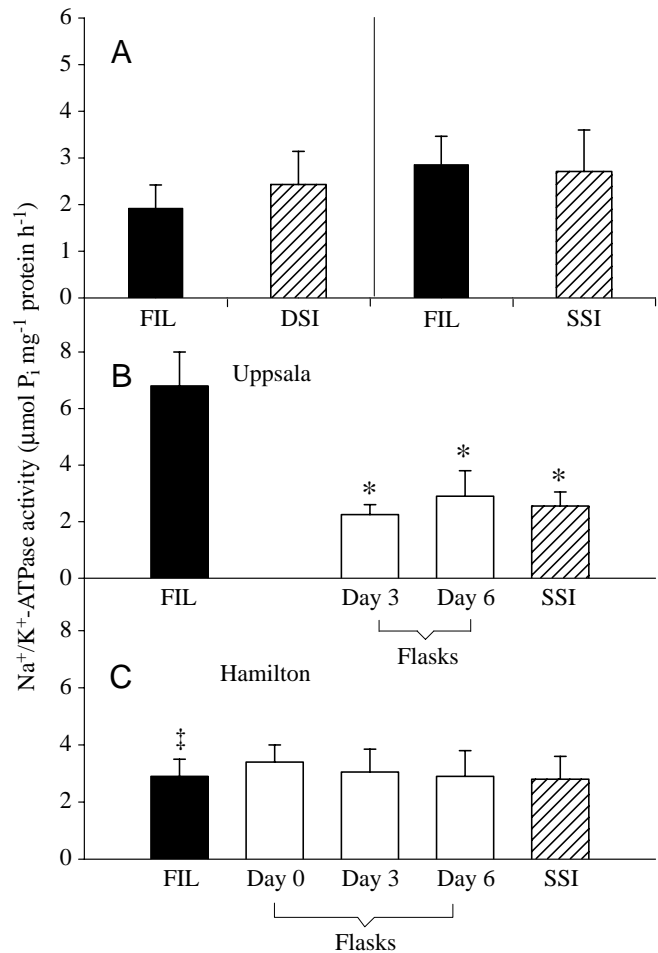 Na⁺/K⁺-ATPase activity (µmol Pᵢ mg⁻¹ protein h⁻¹)
6
A
5
4
3
2
1
0
FIL DSI FIL SSI
8
B Uppsala
6
*
4
* *
2
0
FIL Day 3 Day 6 SSI
Flasks
8
C Hamilton
6
‡
4
2
0
FIL Day 0 Day 3 Day 6 SSI
Flasks